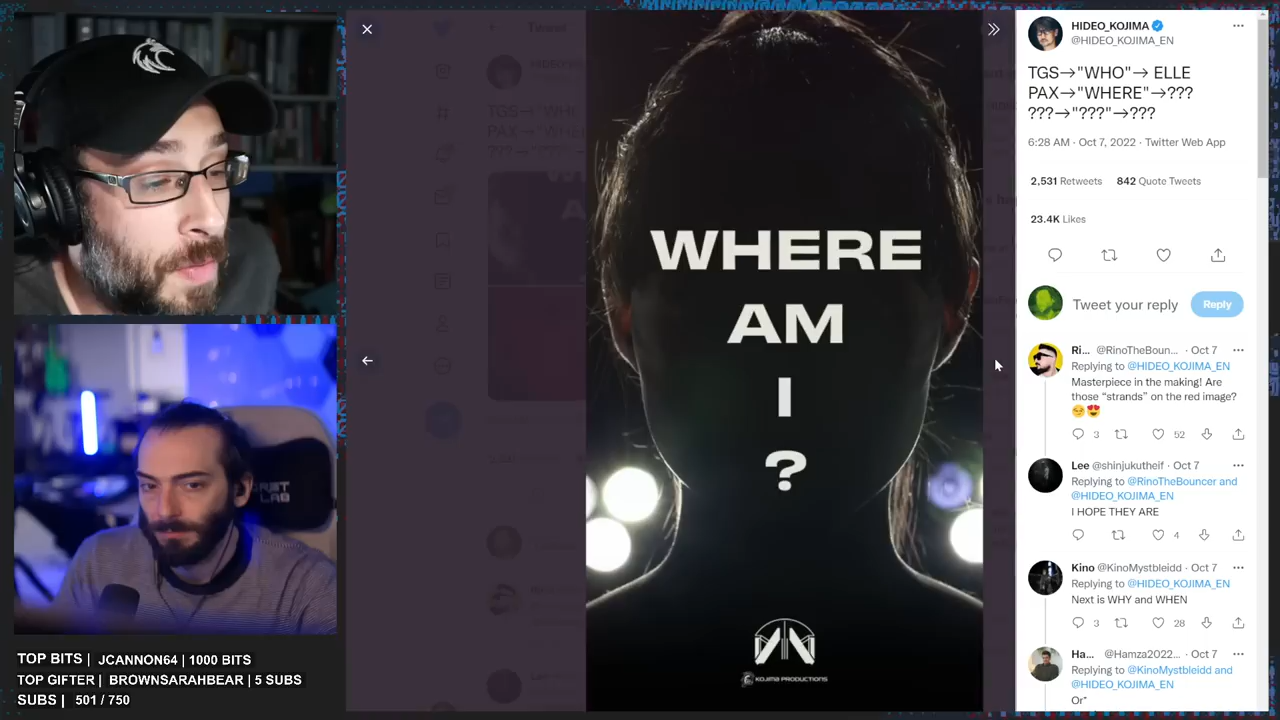 TOP BITS | JCANNON64 | 1000 BITS
TOP GIFTER | BROWNSARAHBEAR | 5 SUBS
SUBS | 501 / 750
WHERE
AM
I
?
KOJIMA PRODUCTIONS
HIDEO_KOJIMA
@HIDEO_KOJIMA_EN
TGS→"WHO"→ ELLE
PAX→"WHERE"→???
???→"???"→???
6:28 AM · Oct 7, 2022 · Twitter Web App
2,531 Retweets 842 Quote Tweets
23.4K Likes
Tweet your reply Reply
Ri... @RinoTheBoun... · Oct 7
Replying to @HIDEO_KOJIMA_EN
Masterpiece in the making! Are
those “strands” on the red image?
3 52
Lee @shinjukutheif · Oct 7
Replying to @RinoTheBouncer and
@HIDEO_KOJIMA_EN
I HOPE THEY ARE
4
Kino @KinoMystbleidd · Oct 7
Replying to @HIDEO_KOJIMA_EN
Next is WHY and WHEN
3 28
Ha... @Hamza2022... · Oct 7
Replying to @KinoMystbleidd and
@HIDEO_KOJIMA_EN
Or"